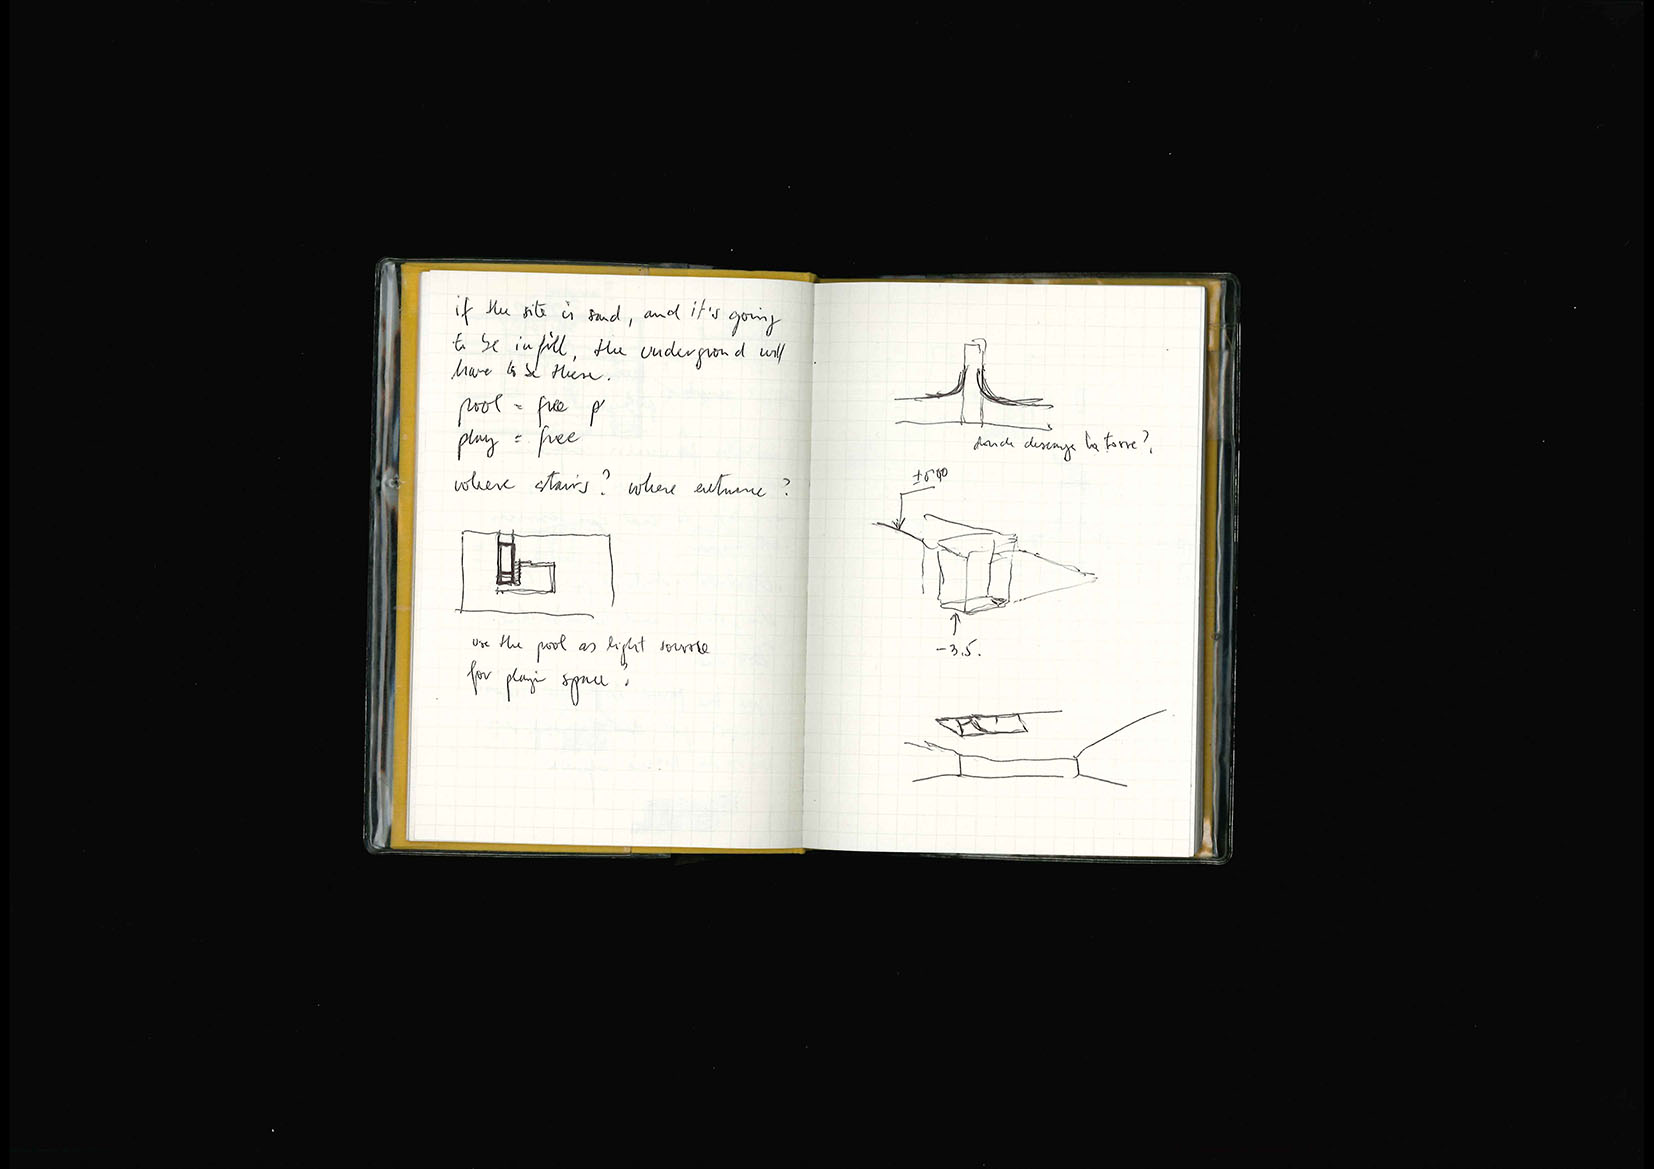 if the site is sand, and it's going
to be infill, the undergrond will
have to be there.
pool = free p
play = free
where stairs? where entrance?
use the pool as light source
for playin space?
donde descarga la torre?
±0.00
-3.5.